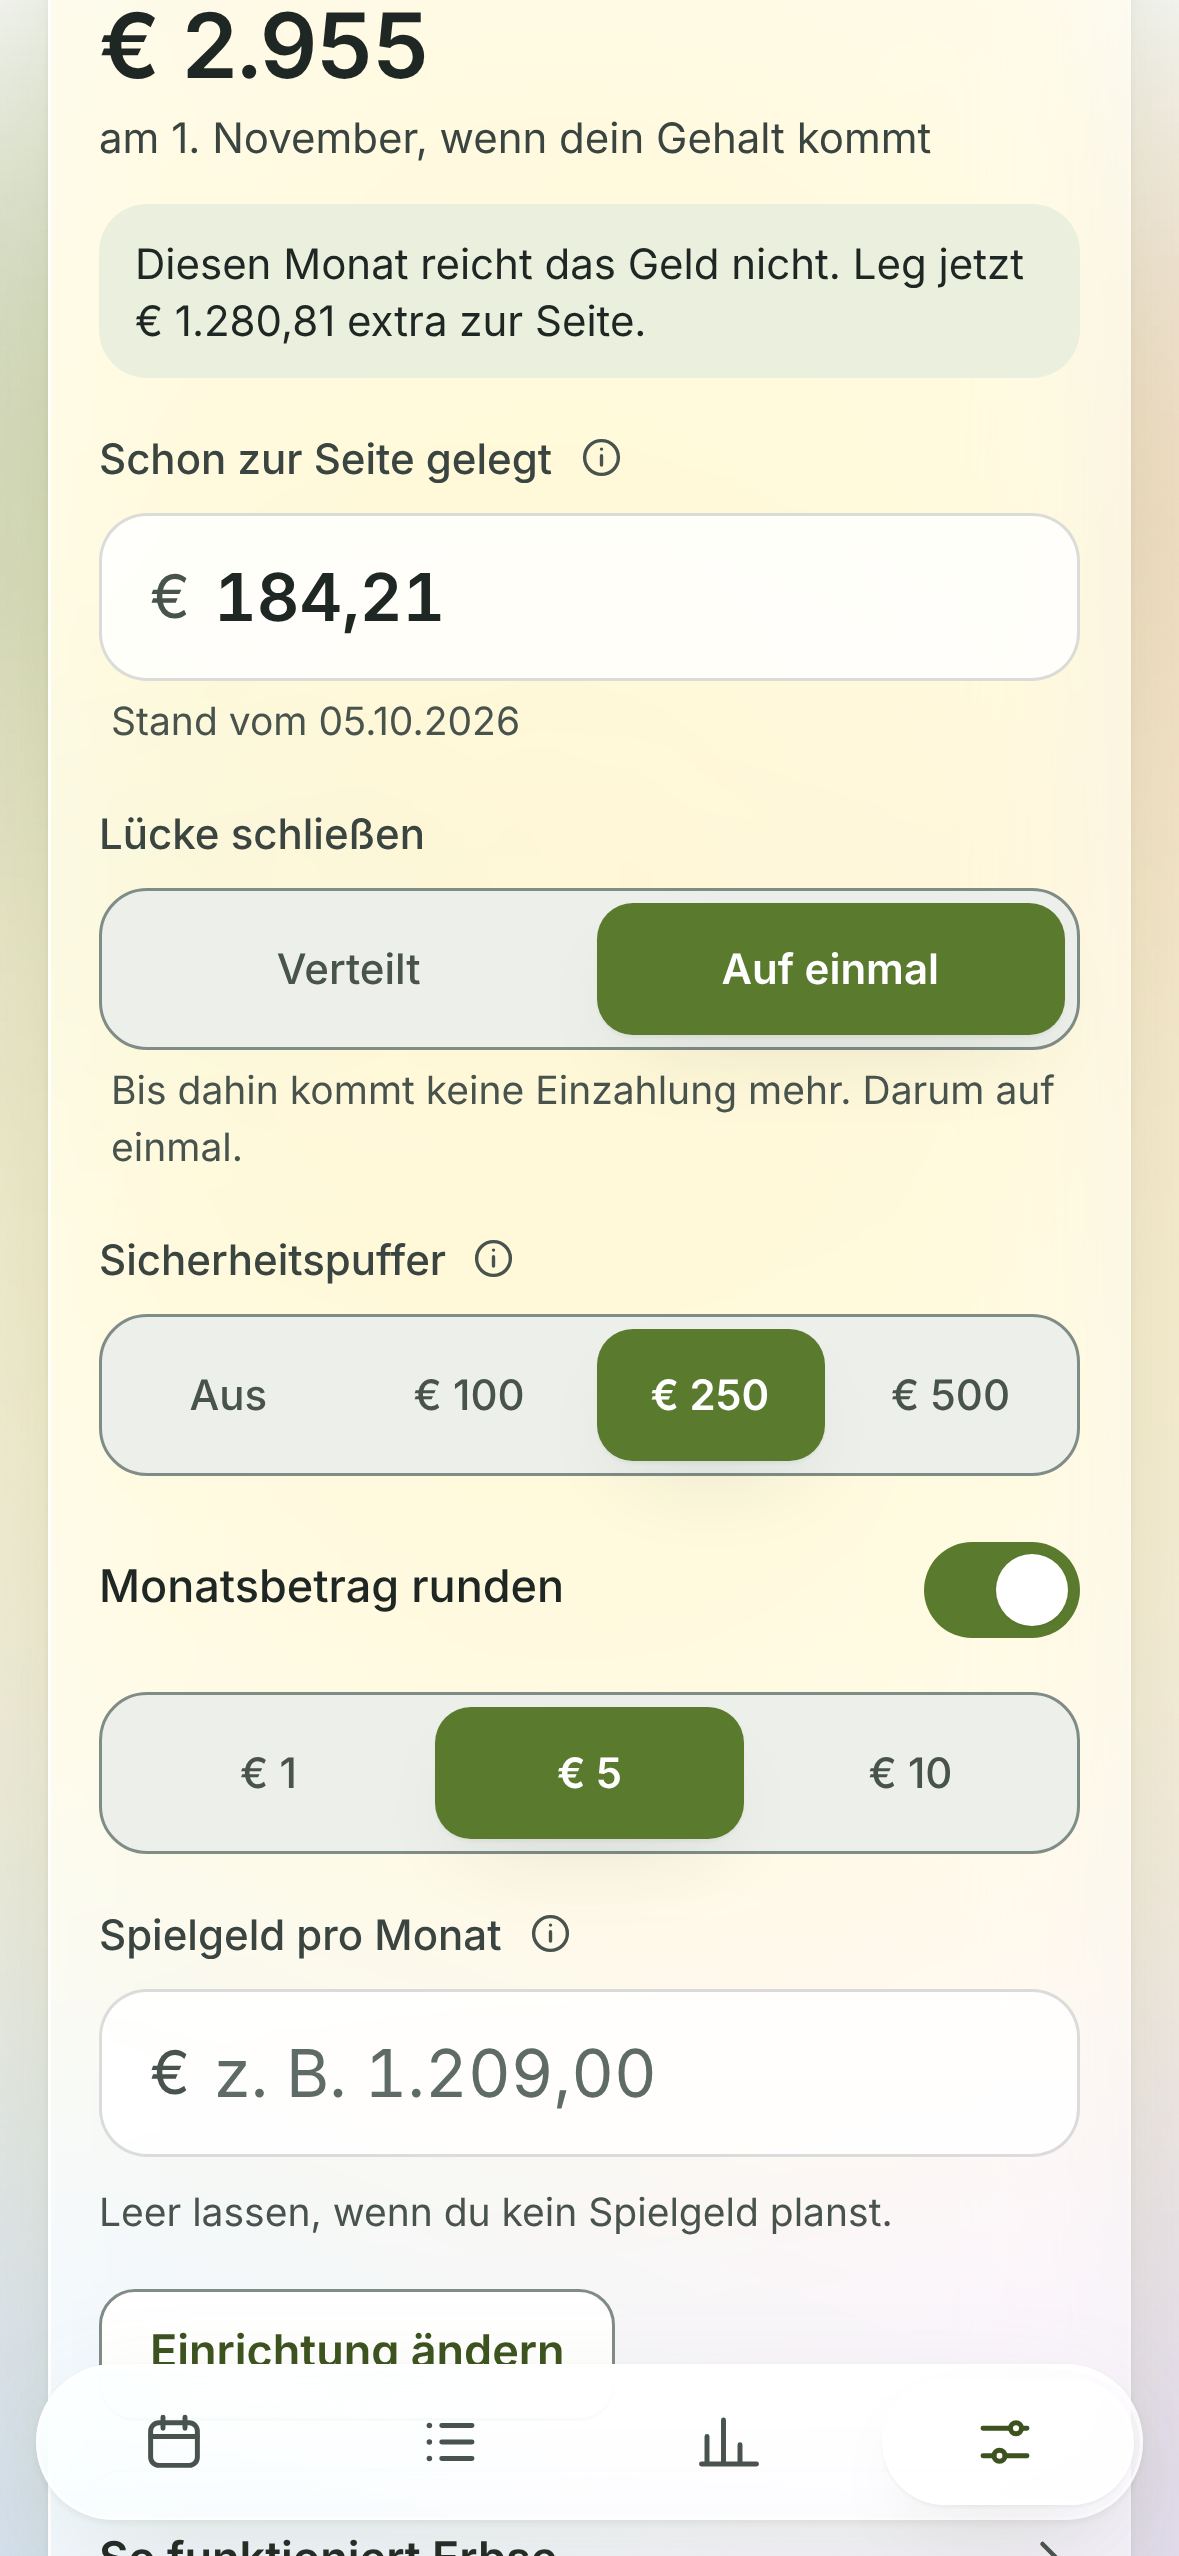 € 2.955
am 1. November, wenn dein Gehalt kommt
Diesen Monat reicht das Geld nicht. Leg jetzt
€ 1.280,81 extra zur Seite.
Schon zur Seite gelegt
€ 184,21
Stand vom 05.10.2026
Lücke schließen
Verteilt Auf einmal
Bis dahin kommt keine Einzahlung mehr. Darum auf
einmal.
Sicherheitspuffer
Aus € 100 € 250 € 500
Monatsbetrag runden
€ 1 € 5 € 10
Spielgeld pro Monat
€ z. B. 1.209,00
Leer lassen, wenn du kein Spielgeld planst.
Einrichtung ändern
So funktioniert Erbse